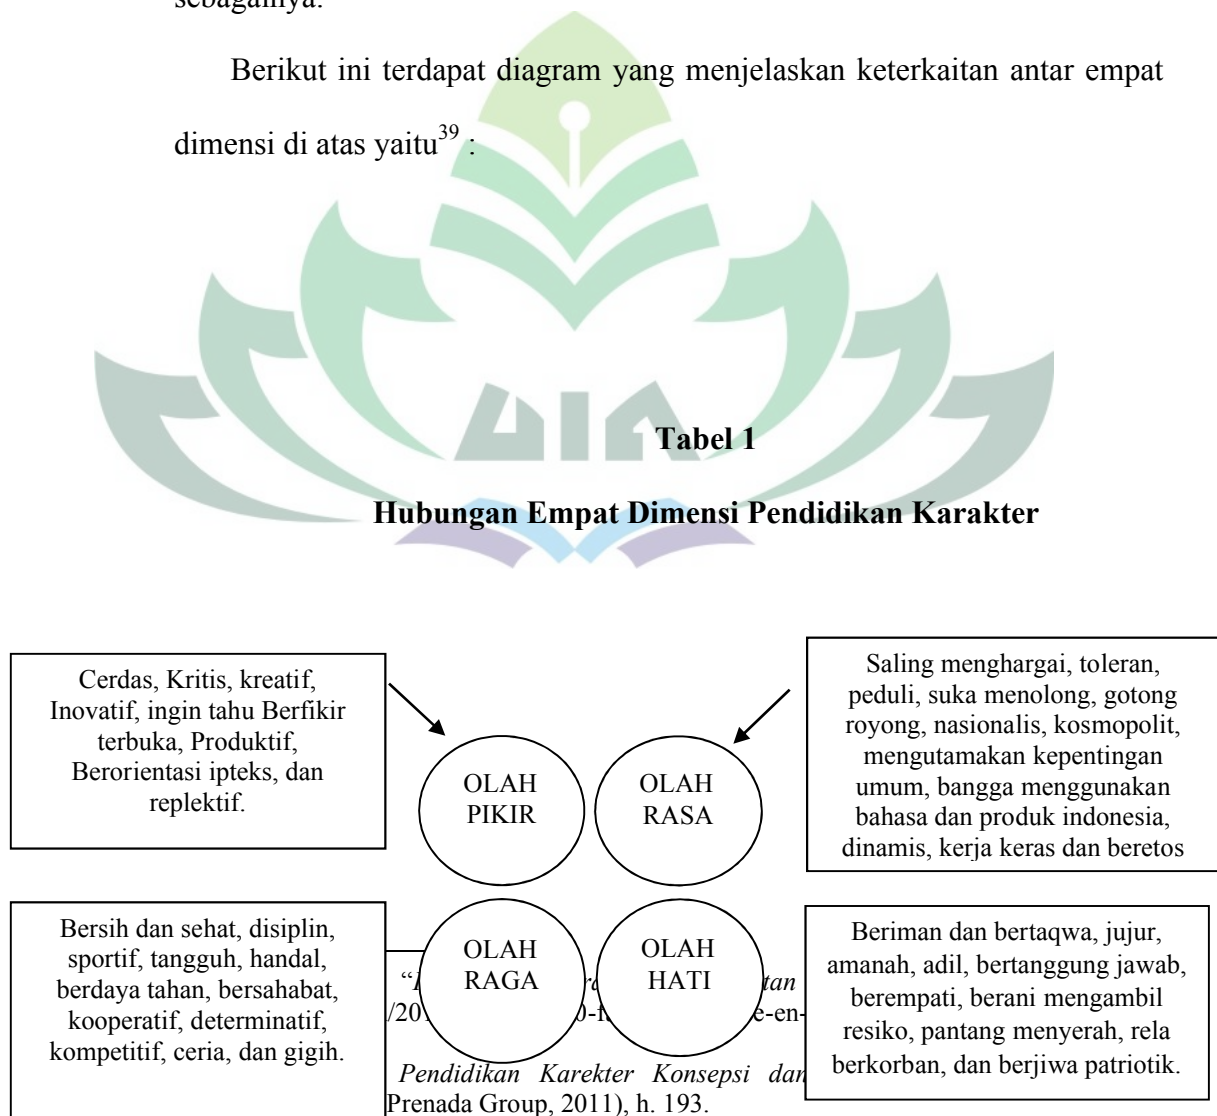 sebagainya.
Berikut ini terdapat diagram yang menjelaskan keterkaitan antar empat
dimensi di atas yaitu39 :
UIN
Tabel 1
Hubungan Empat Dimensi Pendidikan Karakter
Cerdas, Kritis, kreatif,
Inovatif, ingin tahu Berfikir
terbuka, Produktif,
Berorientasi ipteks, dan
replektif.
OLAH
PIKIR
OLAH
RASA
Saling menghargai, toleran,
peduli, suka menolong, gotong
royong, nasionalis, kosmopolit,
mengutamakan kepentingan
umum, bangga menggunakan
bahasa dan produk indonesia,
dinamis, kerja keras dan beretos
Bersih dan sehat, disiplin,
sportif, tangguh, handal,
berdaya tahan, bersahabat,
kooperatif, determinatif,
kompetitif, ceria, dan gigih.
OLAH
RAGA
OLAH
HATI
Beriman dan bertaqwa, jujur,
amanah, adil, bertanggung jawab,
berempati, berani mengambil
resiko, pantang menyerah, rela
berkorban, dan berjiwa patriotik.
Pendidikan Karekter Konsepsi dan
Prenada Group, 2011), h. 193.